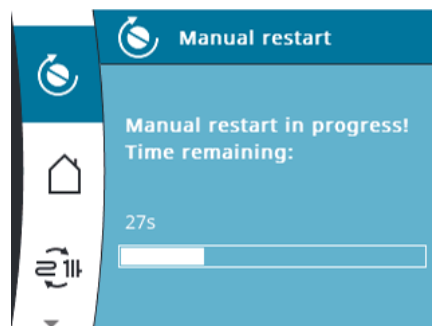 Manual restart
Manual restart in progress!
Time remaining:
27s